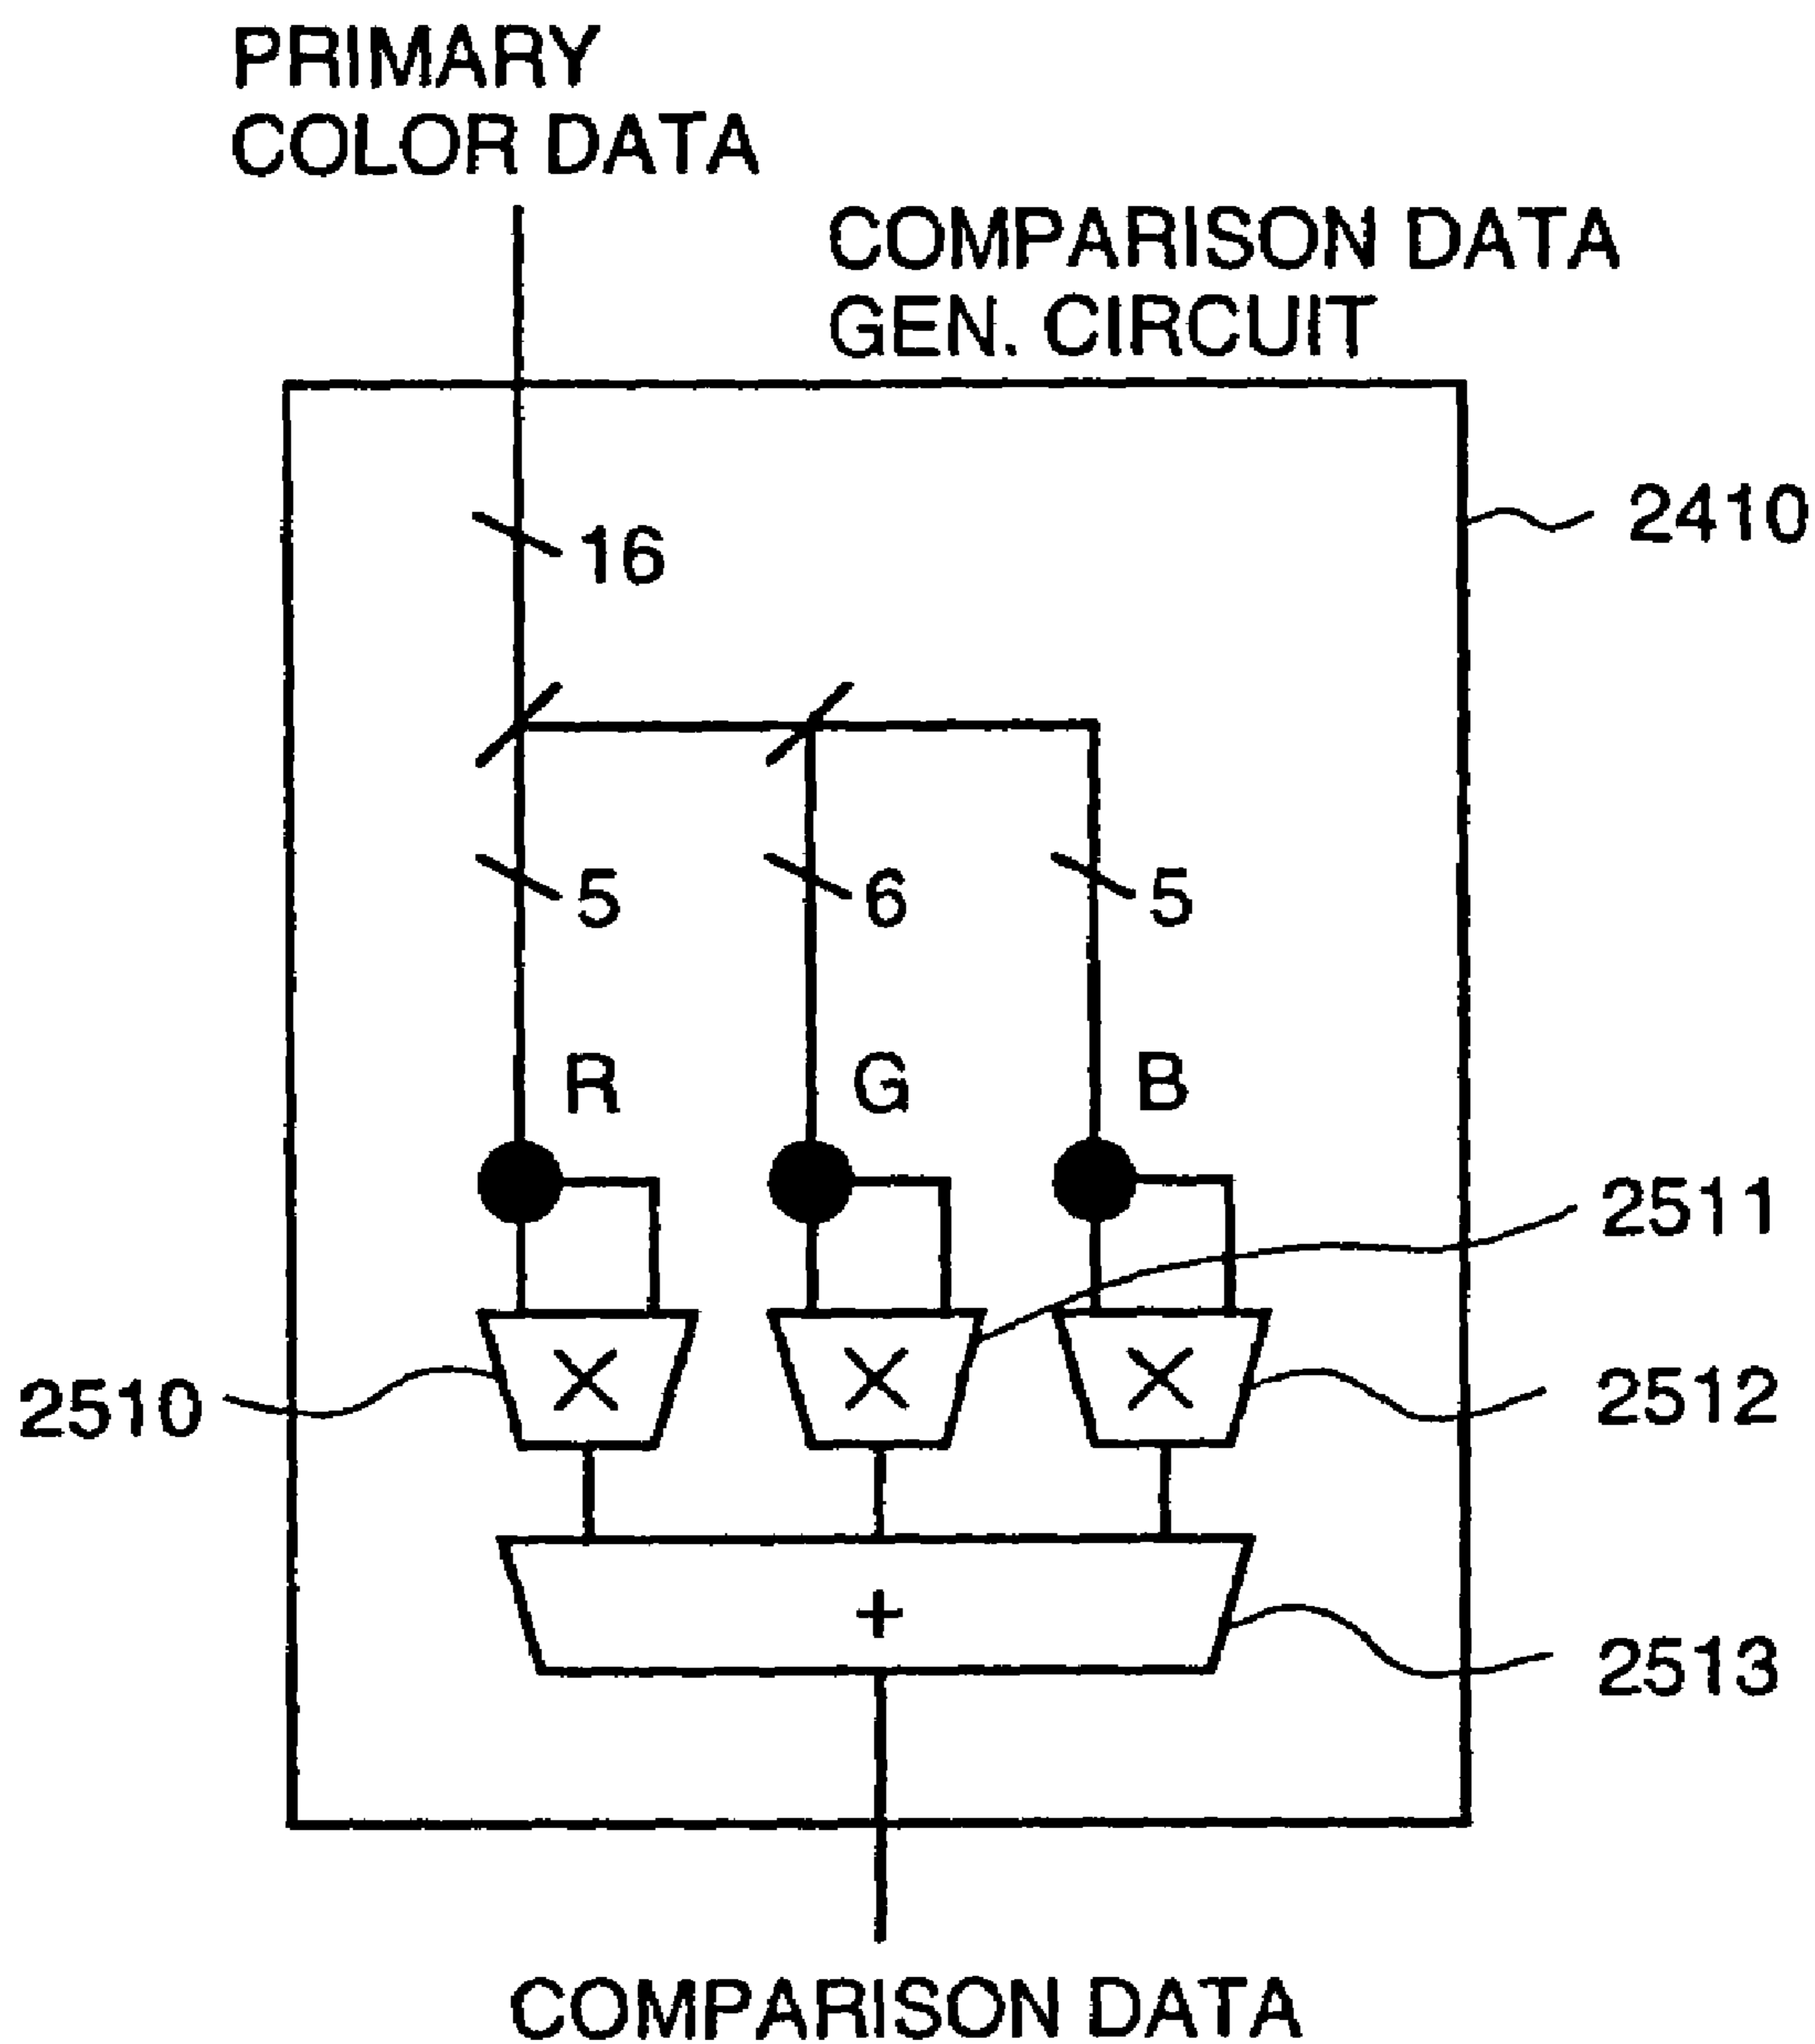 PRIMARY
COLOR DATA
COMPARISON DATA
GEN. CIRCUIT
2410
16
5
6
5
R
G
B
2511
2510
2512
+
2513
COMPARISON DATA